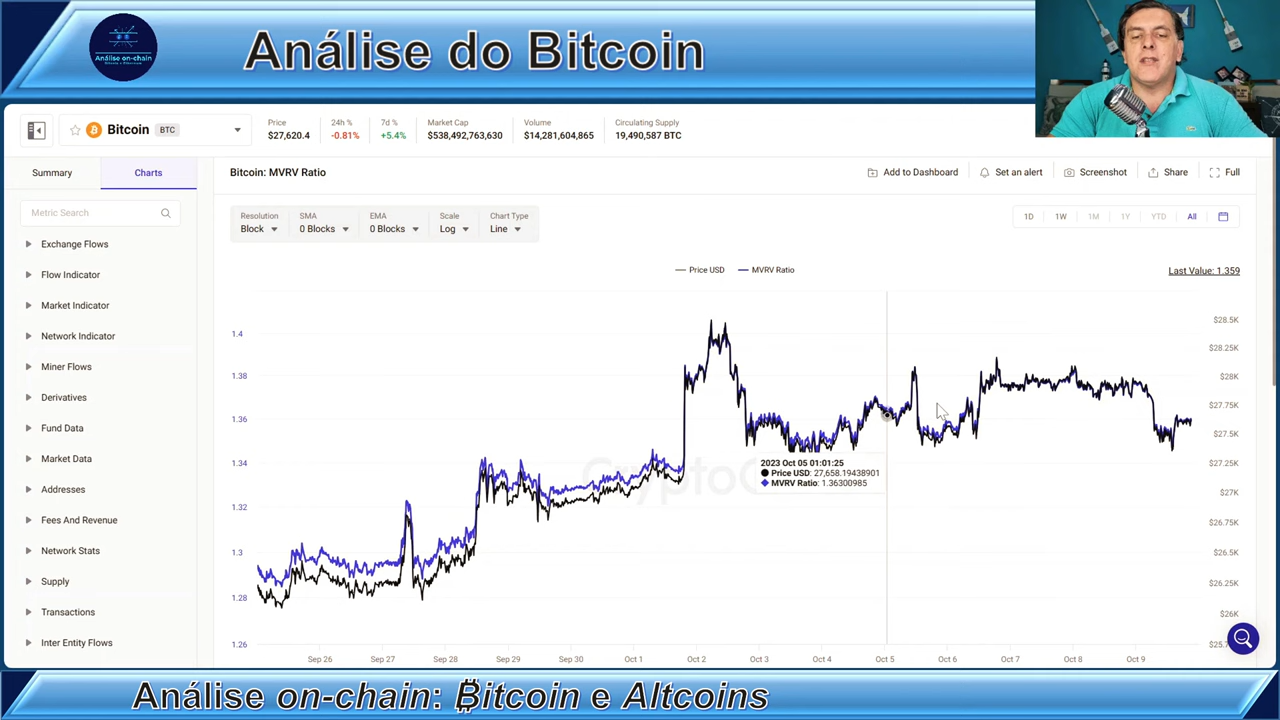 Análise do Bitcoin
Análise on-chain
Bitcoin e Ethereum
Bitcoin BTC
Price 24h % 7d % Market Cap Volume Circulating Supply
$27,620.4 -0.81% +5.4% $538,492,763,630 $14,281,604,865 19,490,587 BTC
Summary Charts
Bitcoin: MVRV Ratio
Add to Dashboard Set an alert Screenshot Share Full
Metric Search
Exchange Flows
Flow Indicator
Market Indicator
Network Indicator
Miner Flows
Derivatives
Fund Data
Market Data
Addresses
Fees And Revenue
Network Stats
Supply
Transactions
Inter Entity Flows
Resolution SMA EMA Scale Chart Type
Block 0 Blocks 0 Blocks Log Line
1D 1W 1M 1Y YTD All
Price USD MVRV Ratio
Last Value: 1.359
1.4
1.38
1.36
1.34
1.32
1.3
1.28
1.26
2023 Oct 05 01:01:25
Price USD: 27,658.19438901
MVRV Ratio: 1.36300985
$28.5K
$28.25K
$28K
$27.75K
$27.5K
$27.25K
$27K
$26.75K
$26.5K
$26.25K
$26K
Sep 26 Sep 27 Sep 28 Sep 29 Sep 30 Oct 1 Oct 2 Oct 3 Oct 4 Oct 5 Oct 6 Oct 7 Oct 8 Oct 9
Análise on-chain: ₿itcoin e Altcoins